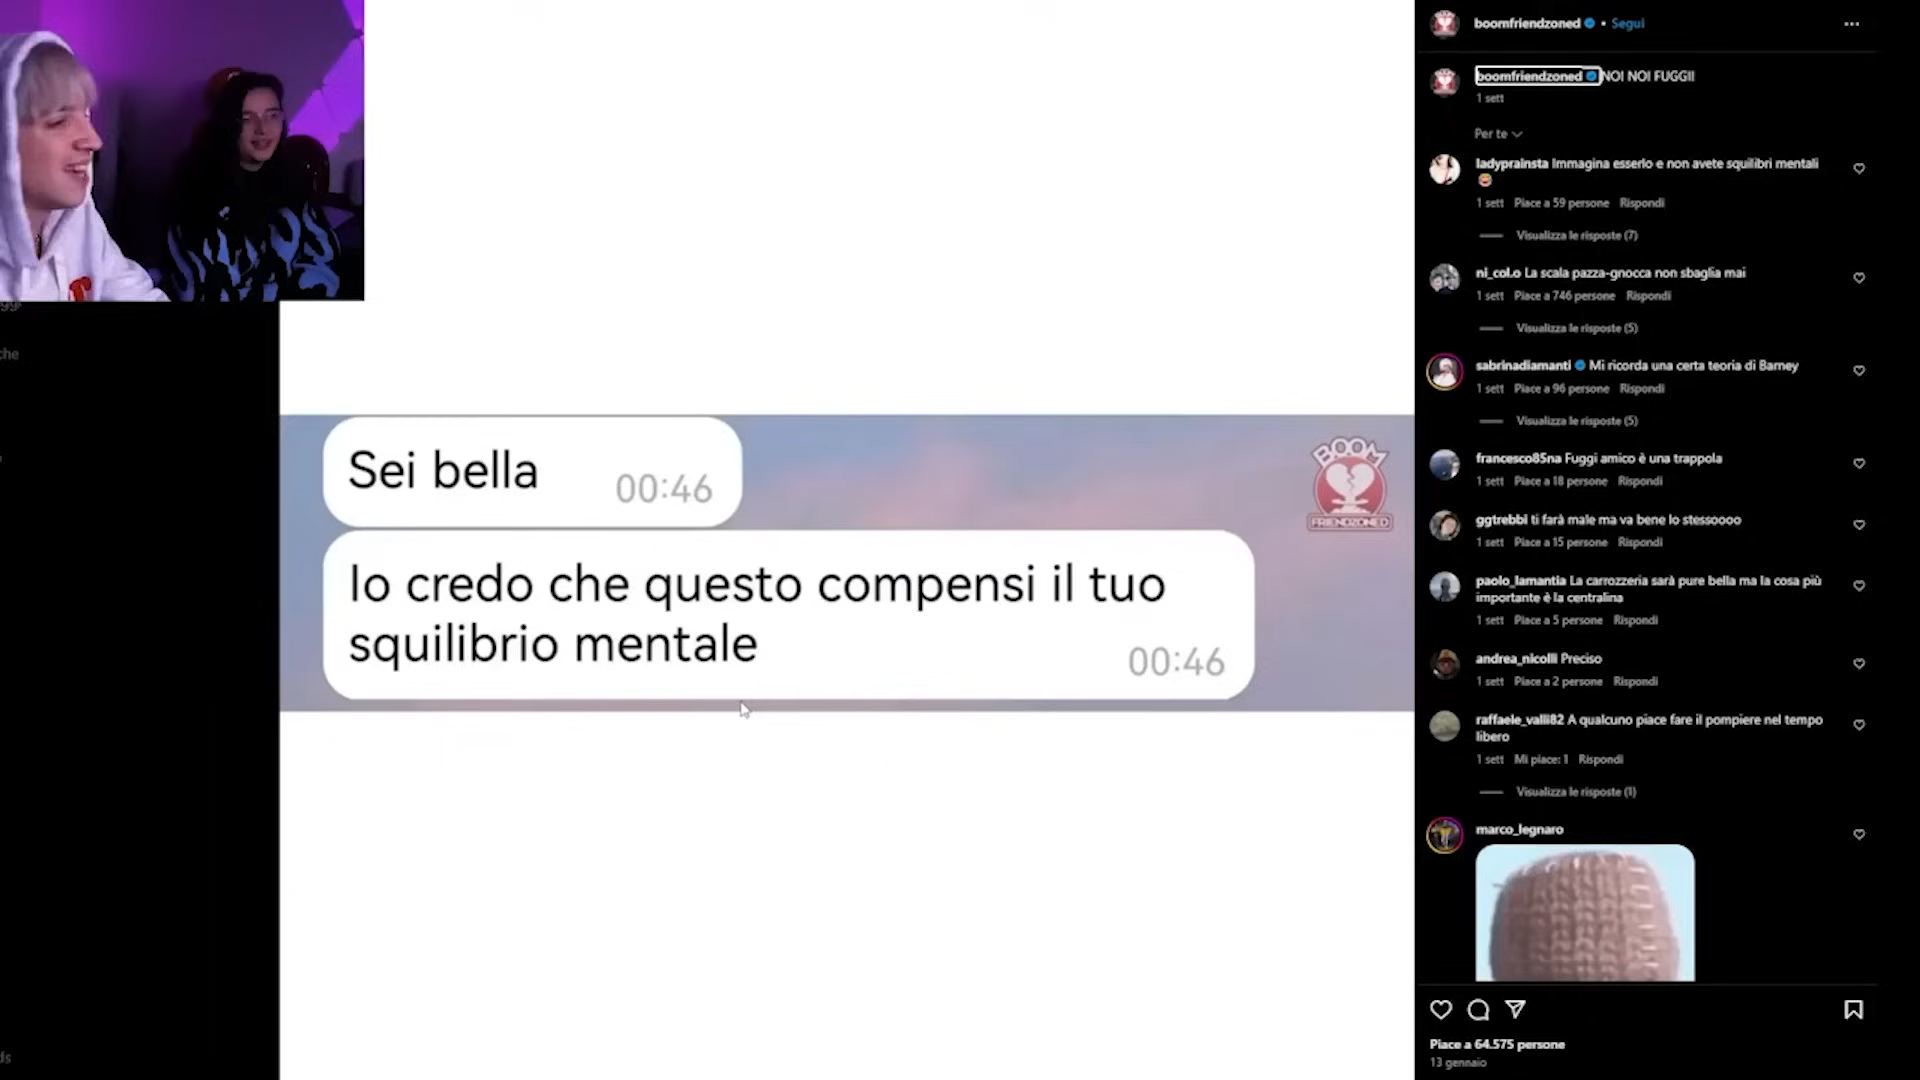 Sei bella
00:46
Io credo che questo compensi il tuo
squilibrio mentale
00:46
BOOM
FRIENDZONED
che
boomfriendzoned • Segui
boomfriendzoned NOI NOI FUGGI!
1 sett
Per te
ladyprainsta Immagina esserlo e non avete squilibri mentali
1 sett Piace a 59 persone Rispondi
Visualizza le risposte (7)
ni_col.o La scala pazza-gnocca non sbaglia mai
1 sett Piace a 746 persone Rispondi
Visualizza le risposte (5)
sabrinadiamanti Mi ricorda una certa teoria di Barney
1 sett Piace a 96 persone Rispondi
Visualizza le risposte (5)
francesco85na Fuggi amico è una trappola
1 sett Piace a 18 persone Rispondi
ggtrebbi ti farà male ma va bene lo stessoooo
1 sett Piace a 15 persone Rispondi
paolo_lamantia La carrozzeria sarà pure bella ma la cosa più
importante è la centralina
1 sett Piace a 5 persone Rispondi
andrea_nicolli Preciso
1 sett Piace a 2 persone Rispondi
raffaele_valli82 A qualcuno piace fare il pompiere nel tempo
libero
1 sett Mi piace: 1 Rispondi
Visualizza le risposte (1)
marco_legnaro
Piace a 64.575 persone
13 gennaio